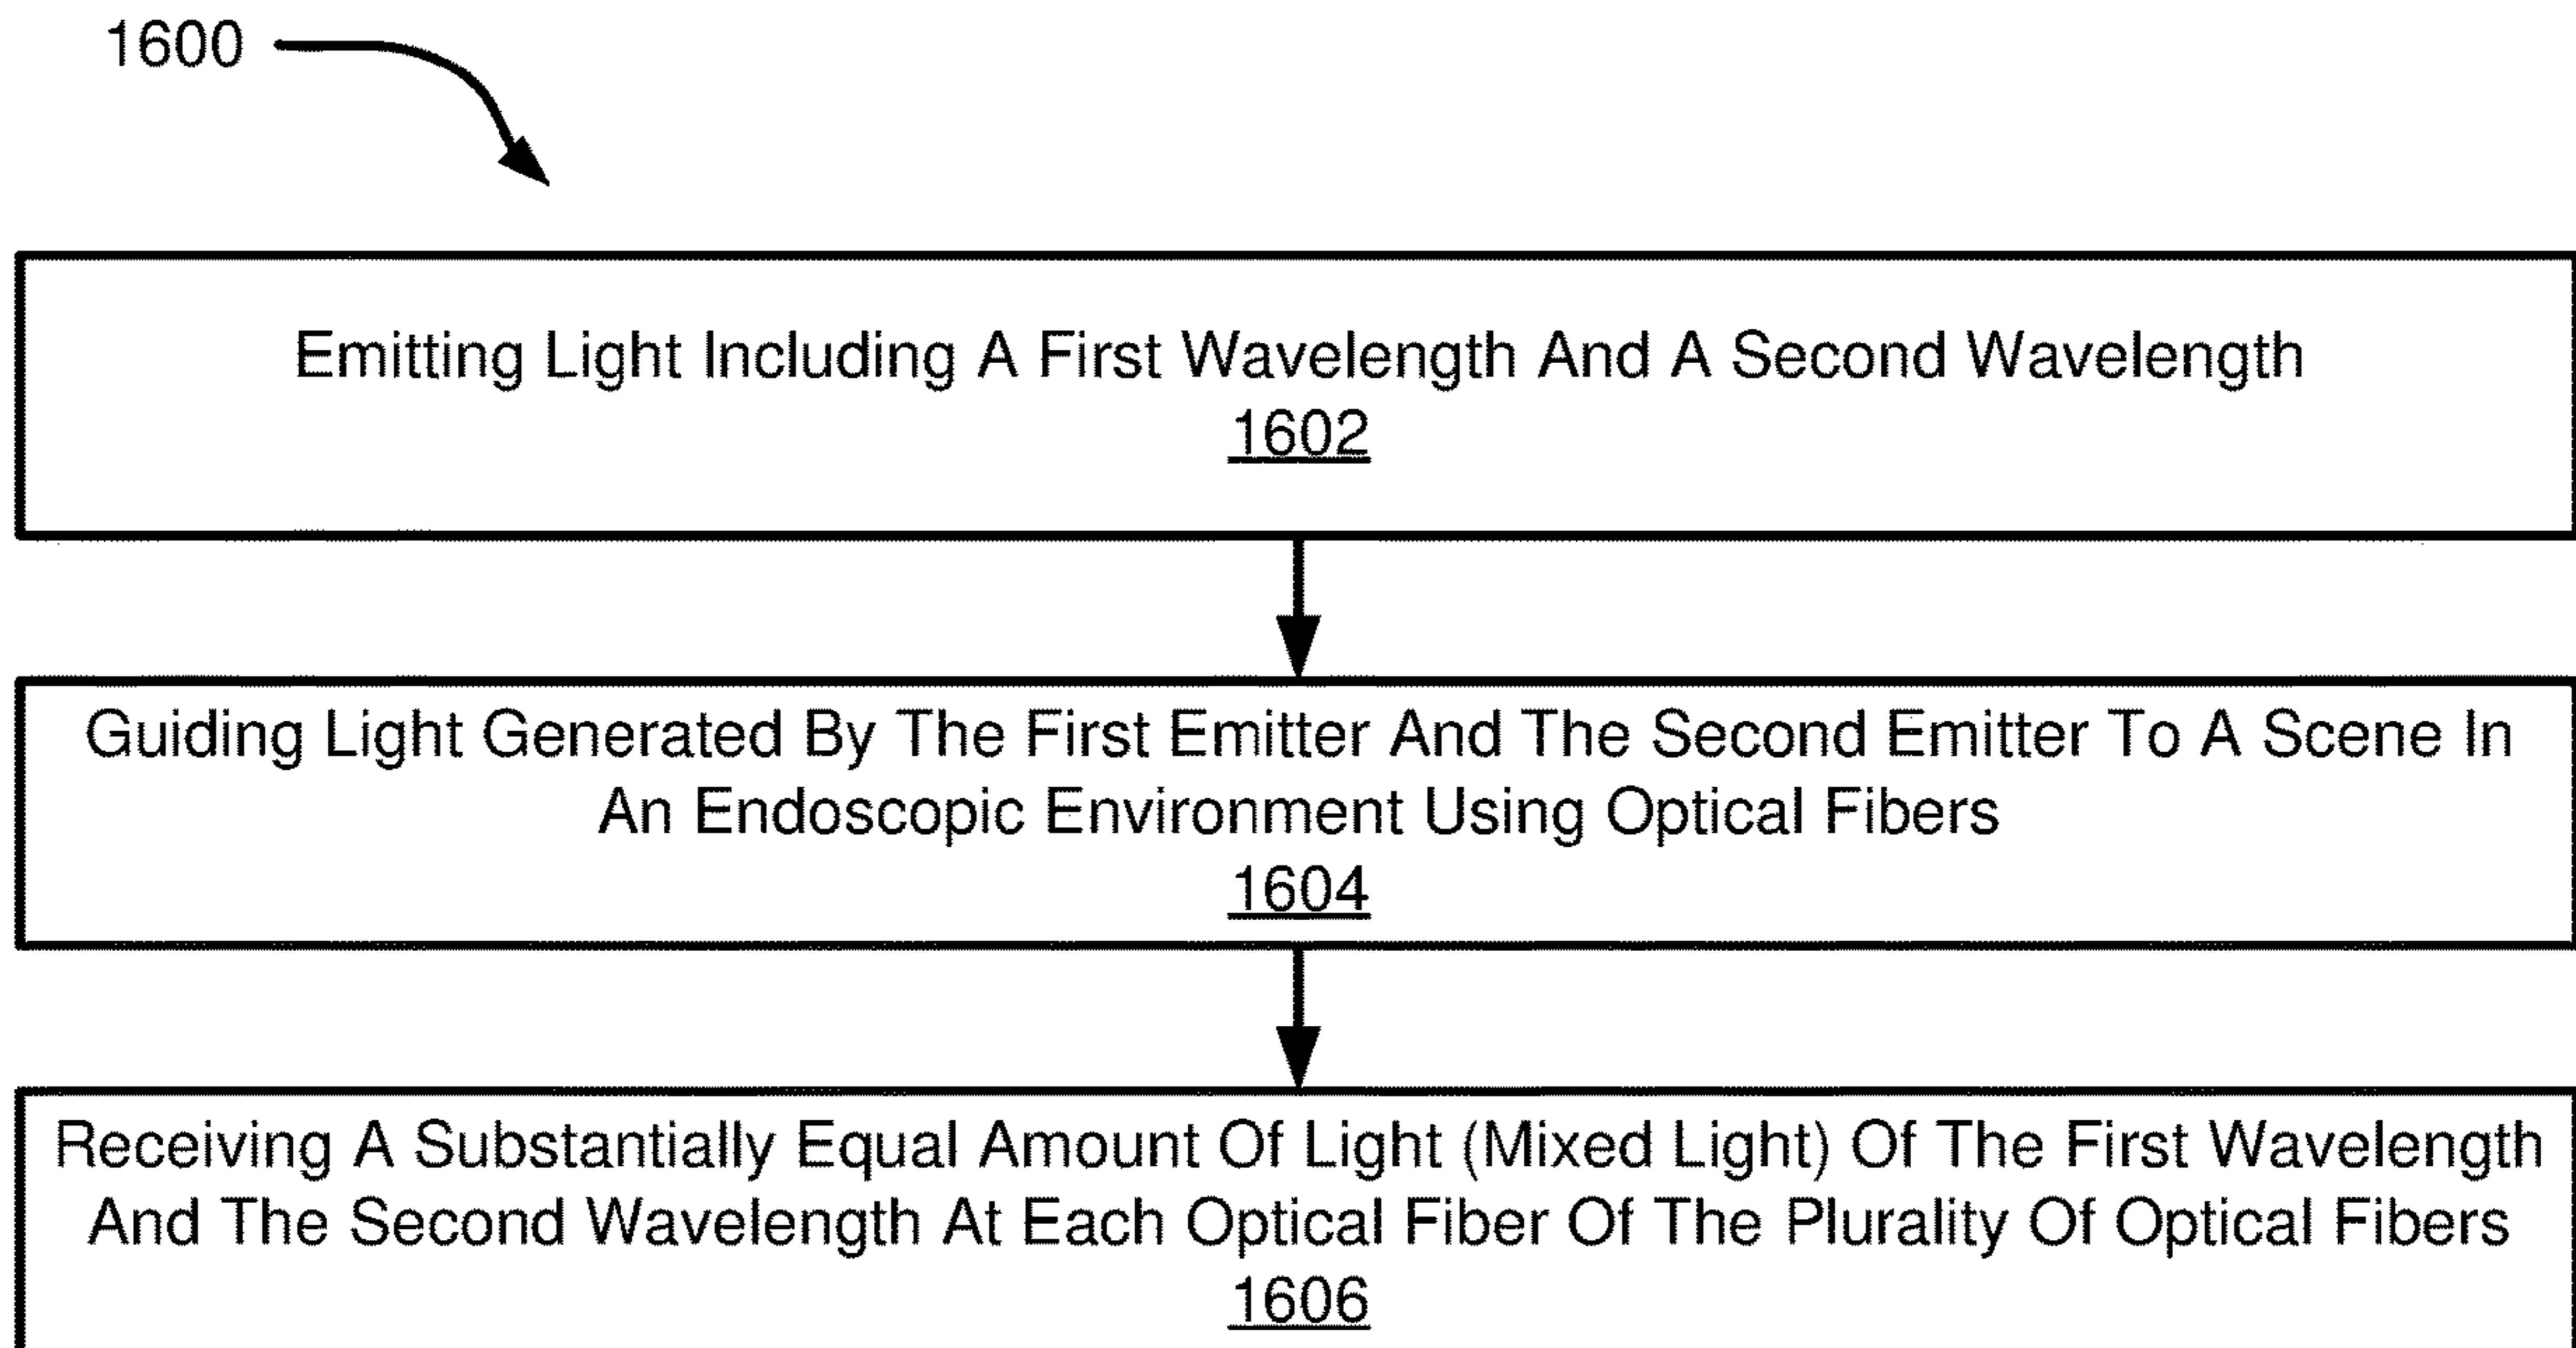 1600
Emitting Light Including A First Wavelength And A Second Wavelength
1602
Guiding Light Generated By The First Emitter And The Second Emitter To A Scene In
An Endoscopic Environment Using Optical Fibers
1604
Receiving A Substantially Equal Amount Of Light (Mixed Light) Of The First Wavelength
And The Second Wavelength At Each Optical Fiber Of The Plurality Of Optical Fibers
1606